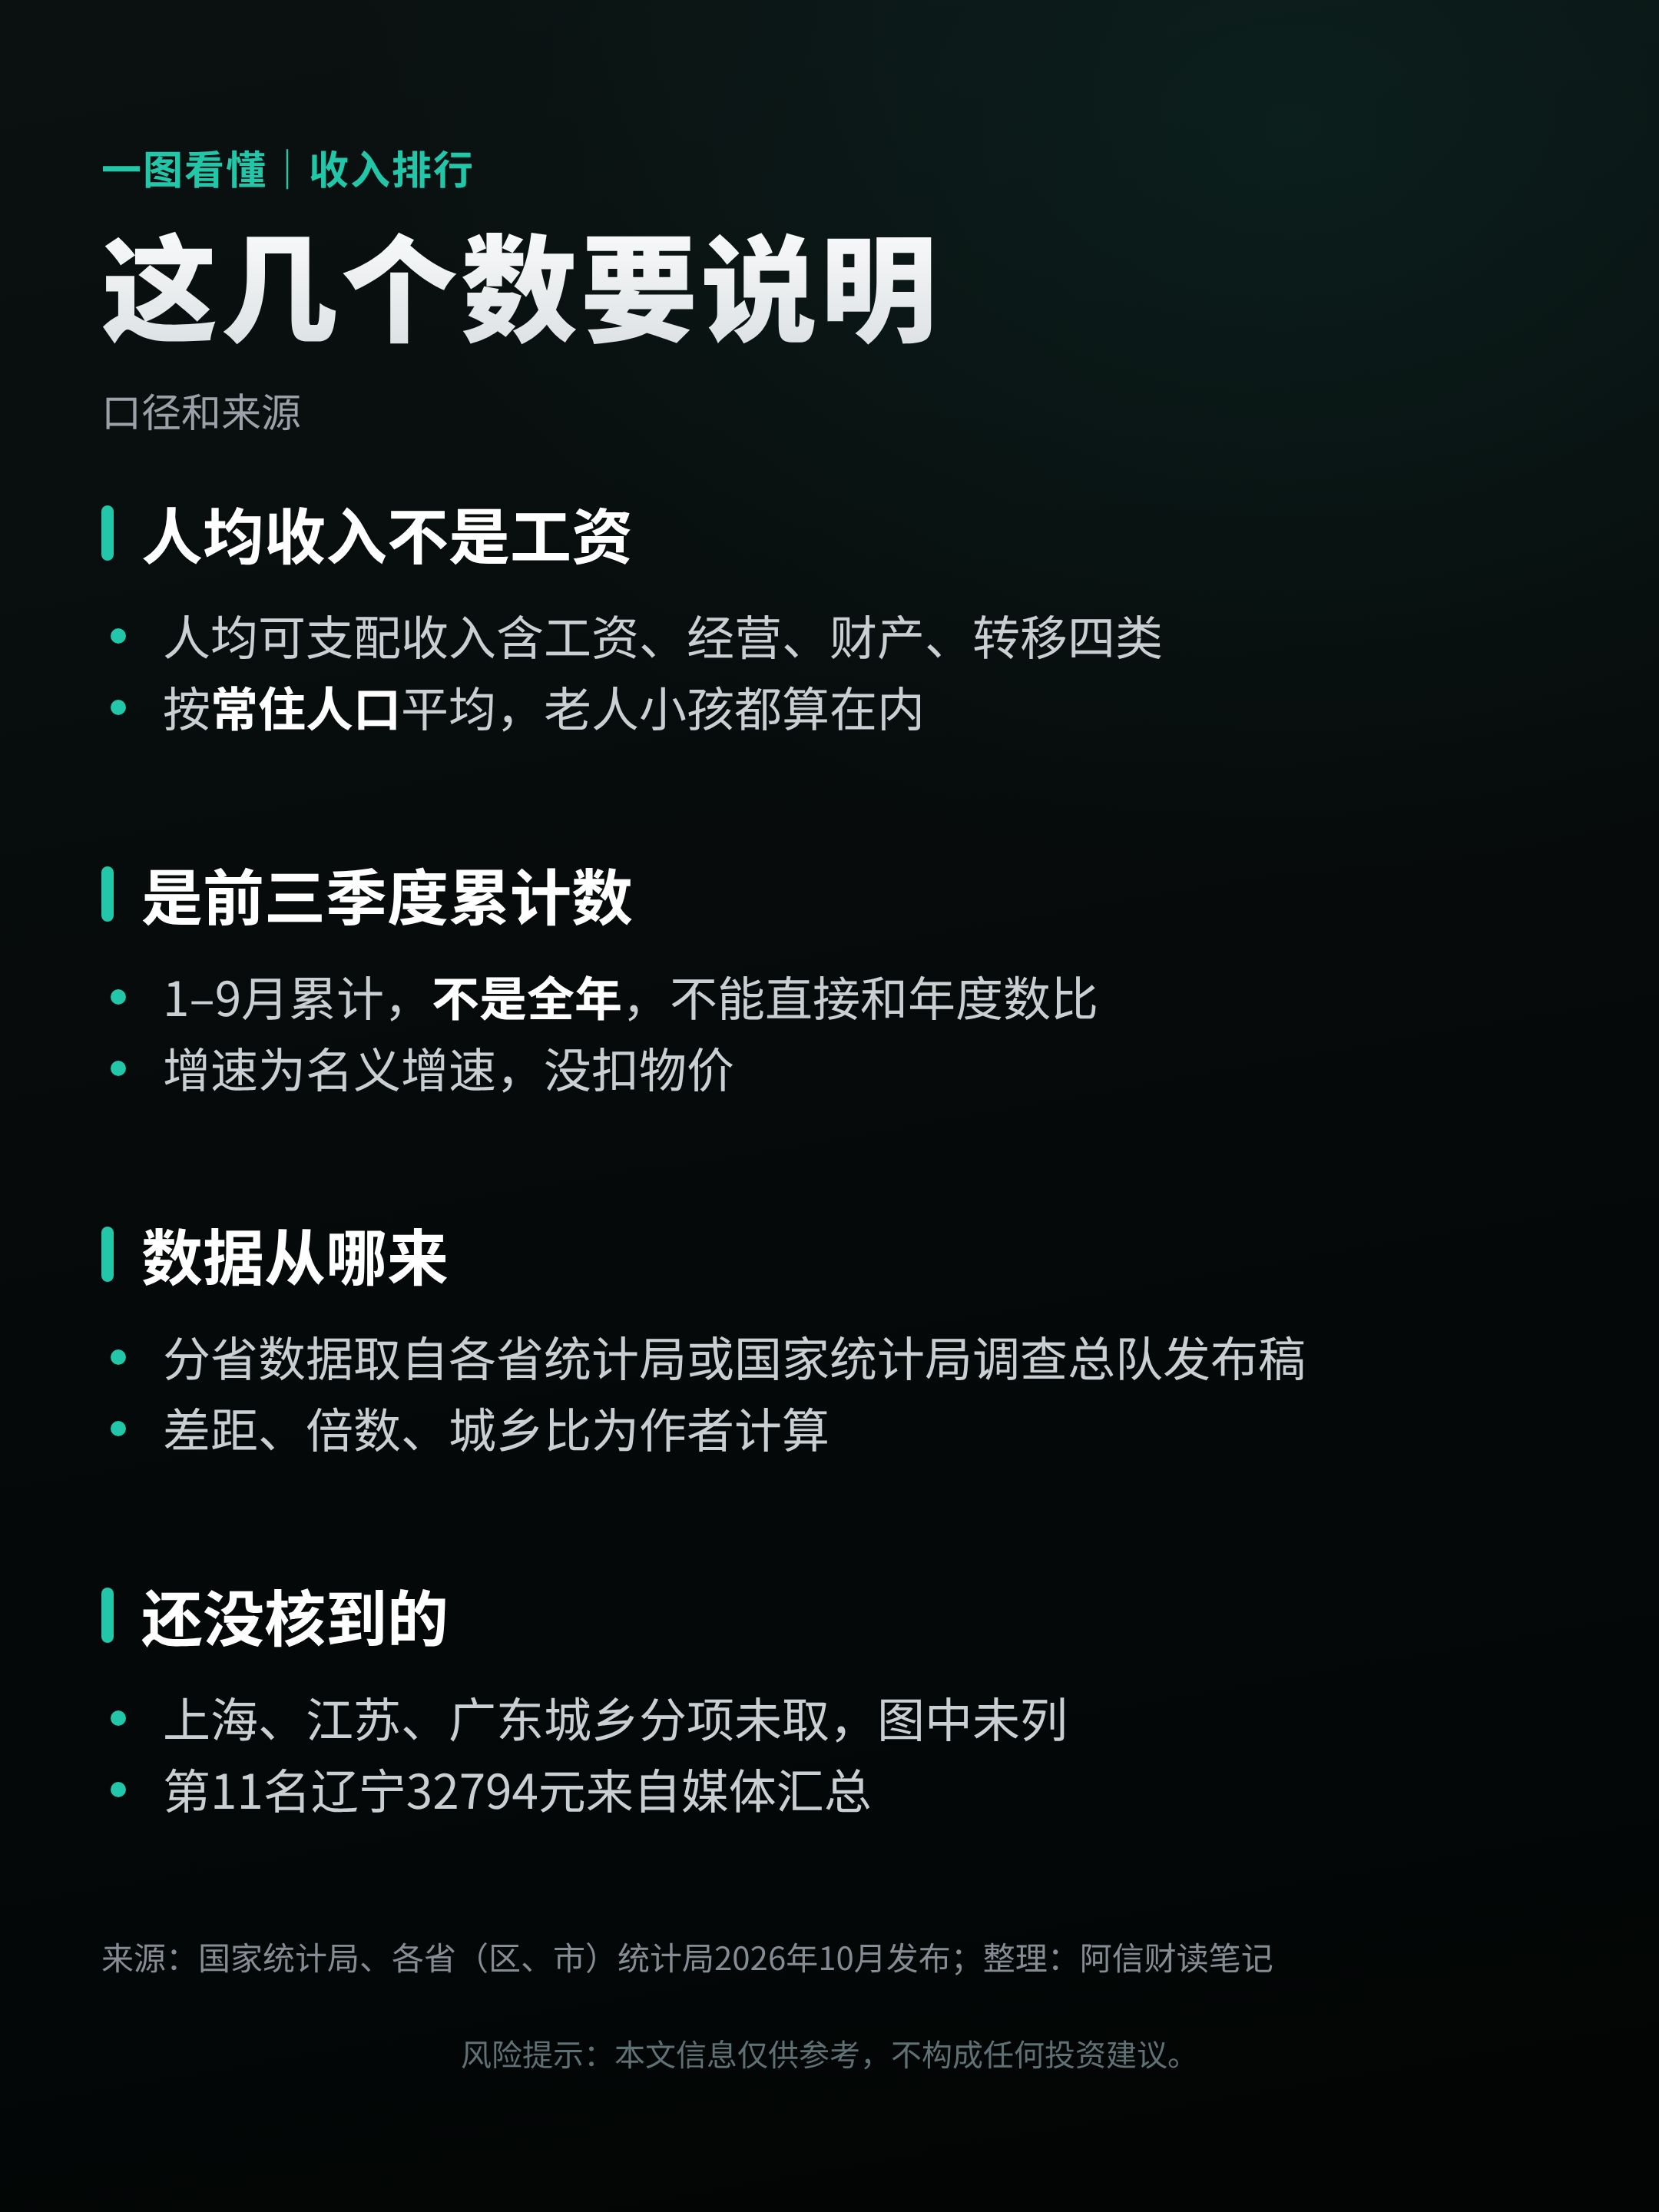 一图看懂｜收入排行
这几个数要说明
口径和来源
人均收入不是工资
• 人均可支配收入含工资、经营、财产、转移四类
• 按常住人口平均，老人小孩都算在内
是前三季度累计数
• 1–9月累计，不是全年，不能直接和年度数比
• 增速为名义增速，没扣物价
数据从哪来
• 分省数据取自各省统计局或国家统计局调查总队发布稿
• 差距、倍数、城乡比为作者计算
还没核到的
• 上海、江苏、广东城乡分项未取，图中未列
• 第11名辽宁32794元来自媒体汇总
来源：国家统计局、各省（区、市）统计局2026年10月发布；整理：阿信财读笔记
风险提示：本文信息仅供参考，不构成任何投资建议。